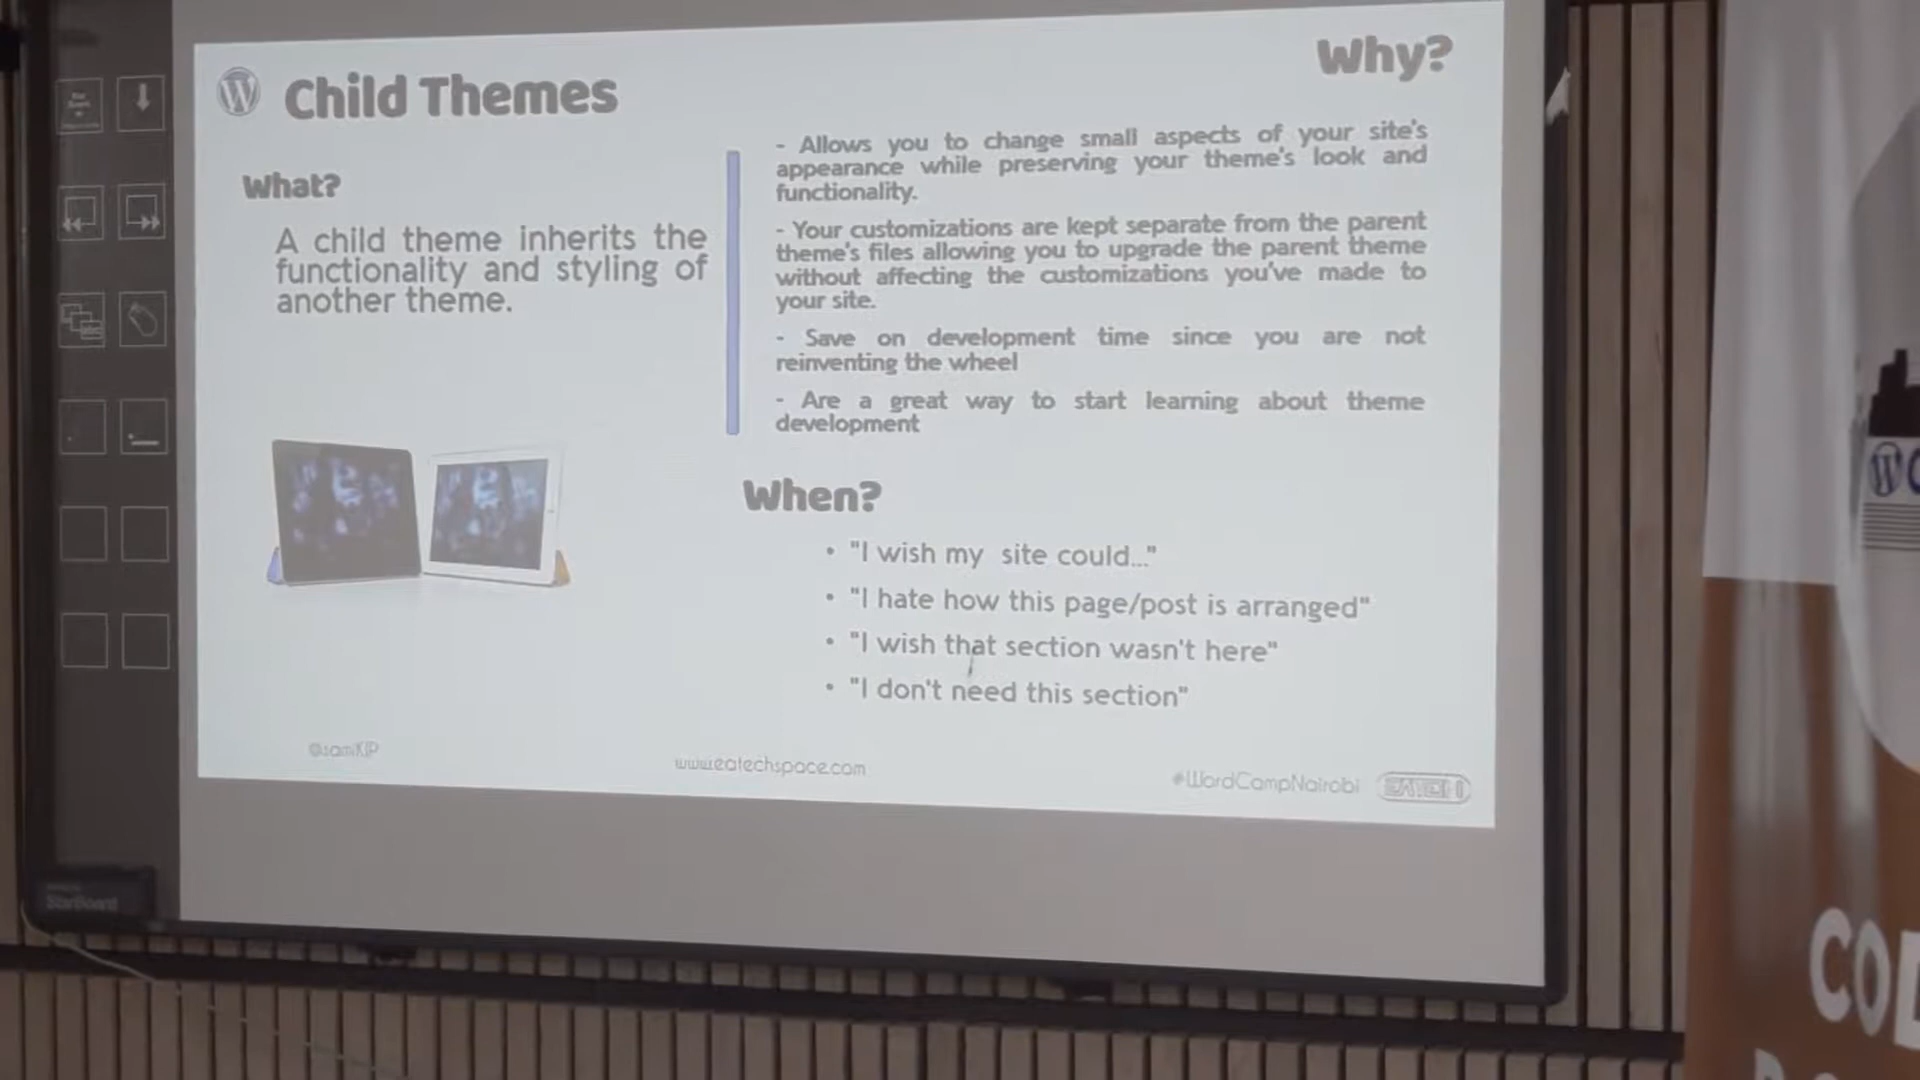 Child Themes
What?
A child theme inherits the
functionality and styling of
another theme.
Why?
- Allows you to change small aspects of your site's
appearance while preserving your theme's look and
functionality.
- Your customizations are kept separate from the parent
theme's files allowing you to upgrade the parent theme
without affecting the customizations you've made to
your site.
- Save on development time since you are not
reinventing the wheel
- Are a great way to start learning about theme
development
When?
• "I wish my site could..."
• "I hate how this page/post is arranged"
• "I wish that section wasn't here"
• "I don't need this section"
@samKIP
www.eatechspace.com
#WordCampNairobi
EATECH
StarBoard